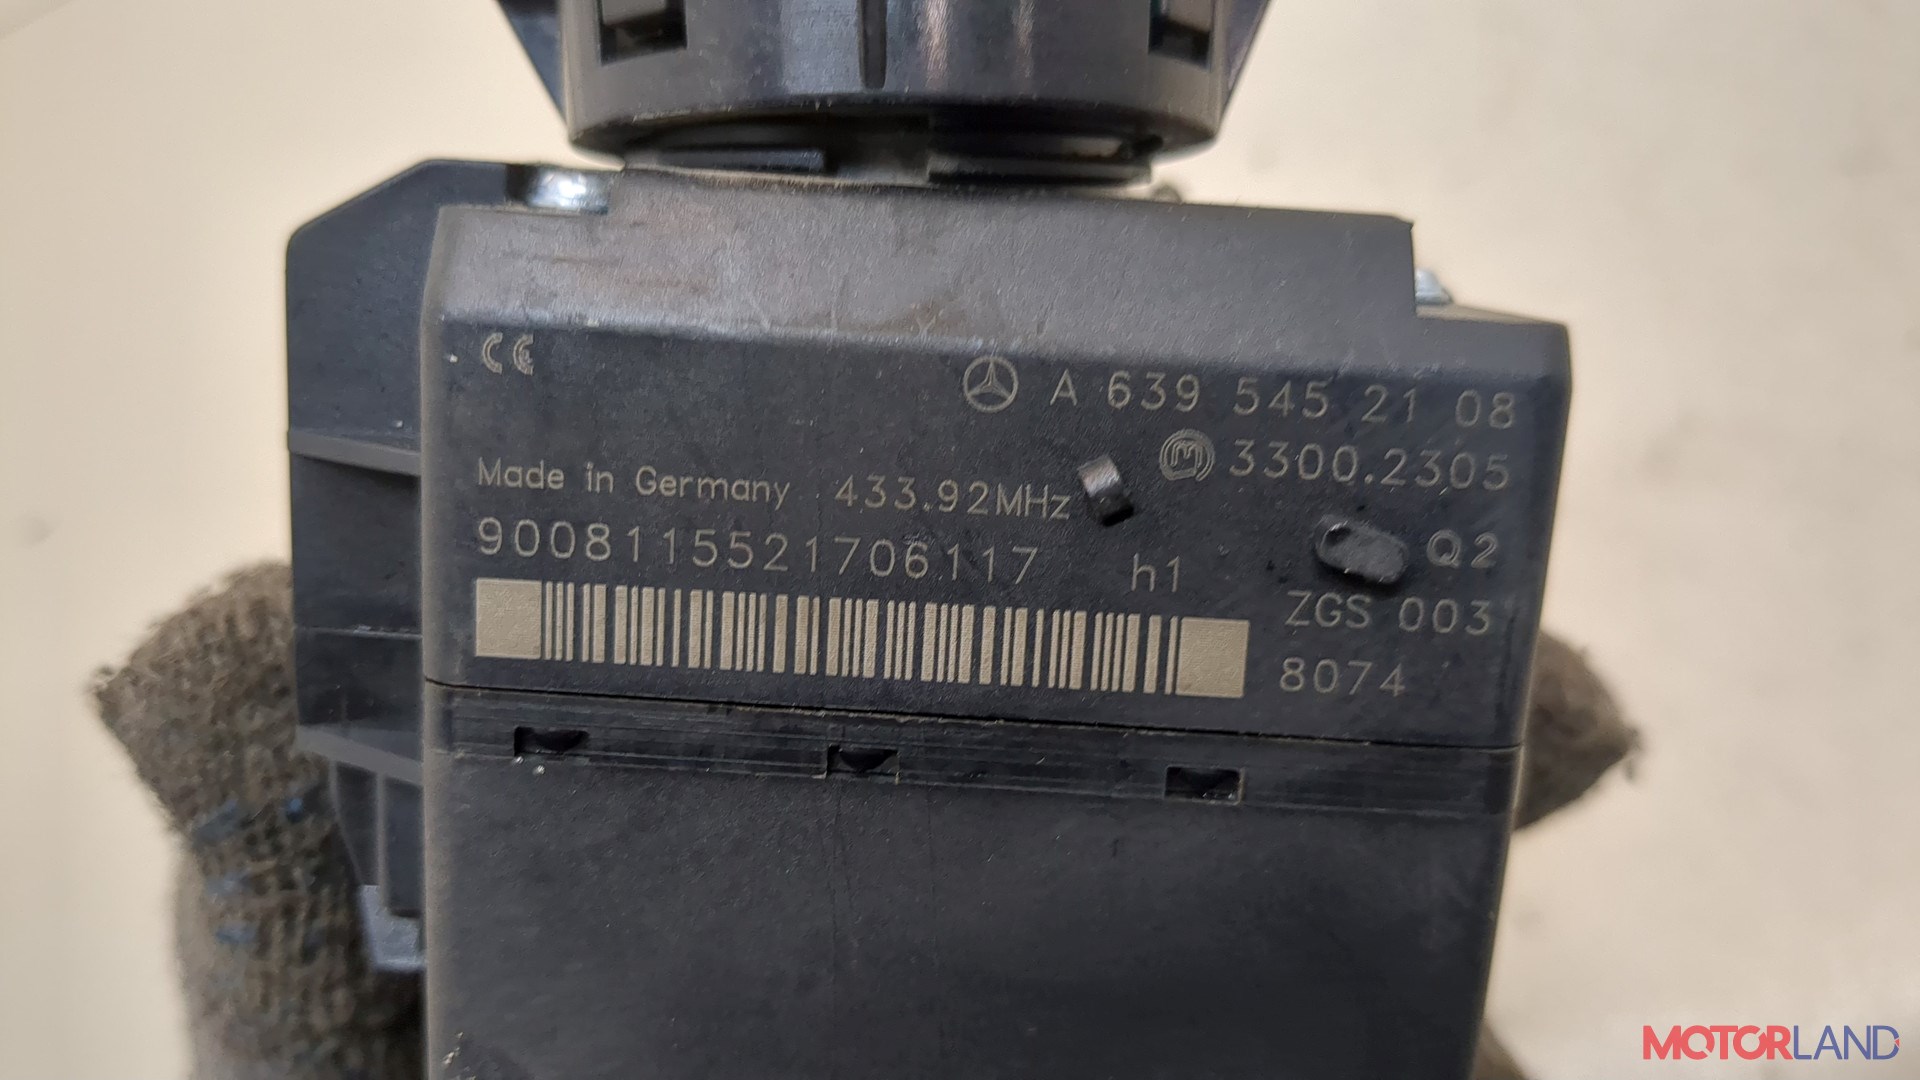 CE
A 639 545 21 08
3300.2305
Made in Germany 433.92MHz
9008115521706117 h1
Q2
ZGS 003
8074
MOTORLAND